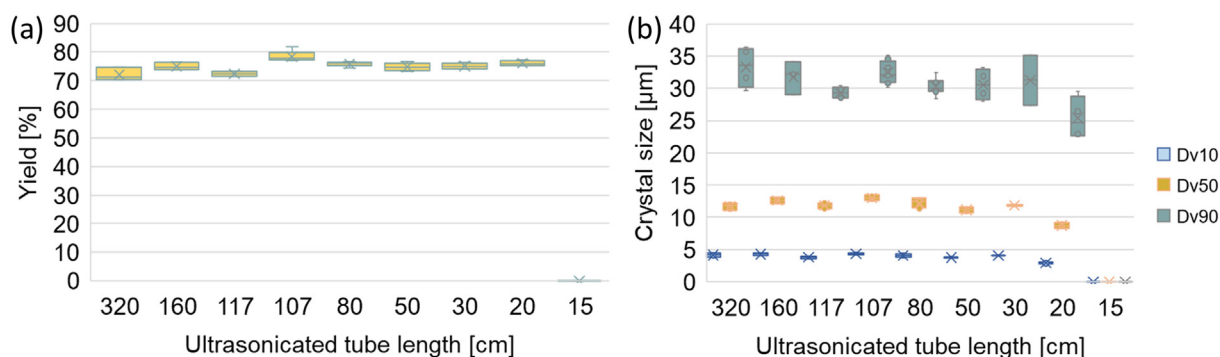 (a)
90
80
70
60
50
40
30
20
10
0
Yield [%]
320 160 117 107 80 50 30 20 15
Ultrasonicated tube length [cm]
(b)
40
35
30
25
20
15
10
5
0
Crystal size [µm]
320 160 117 107 80 50 30 20 15
Ultrasonicated tube length [cm]
Dv10
Dv50
Dv90